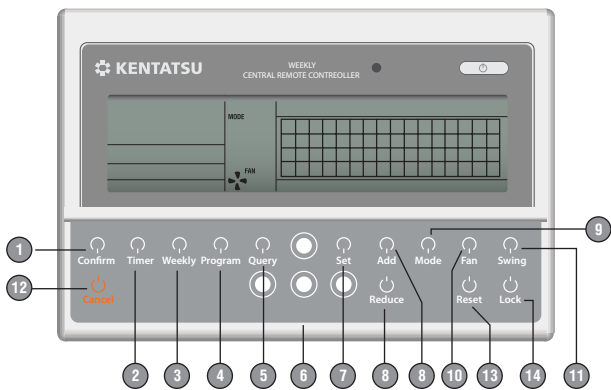 KENTATSU
WEEKLY
CENTRAL REMOTE CONTREOLLER
MODE
FAN
9
1
Confirm Timer Weekly Program Query Set Add Mode Fan Swing
12
Cancel Reduce Reset Lock
2 3 4 5 6 7 8 8 10 13 14 11